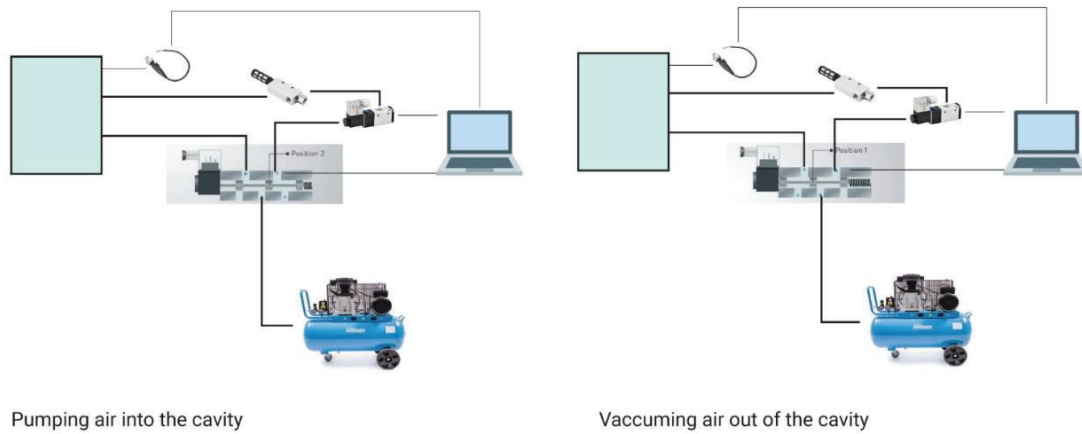 Position 2
Position 1
Pumping air into the cavity
Vaccuming air out of the cavity